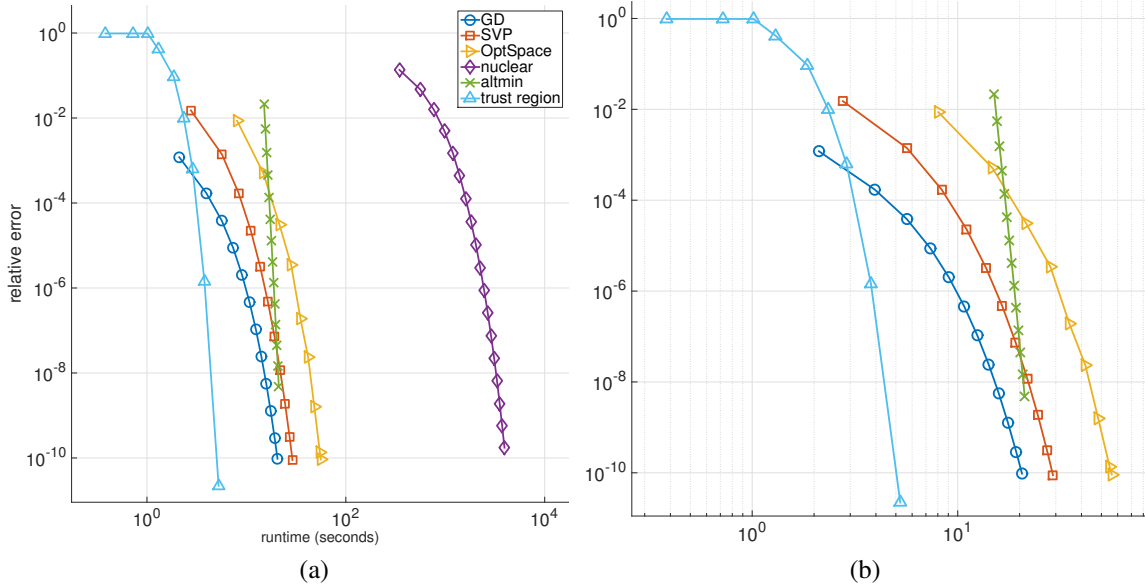 10^0
10^-2
10^-4
10^-6
10^-8
10^-10
relative error
10^0
10^2
10^4
runtime (seconds)
GD
SVP
OptSpace
nuclear
altmin
trust region
(a)
10^0
10^-2
10^-4
10^-6
10^-8
10^-10
10^0
10^1
(b)